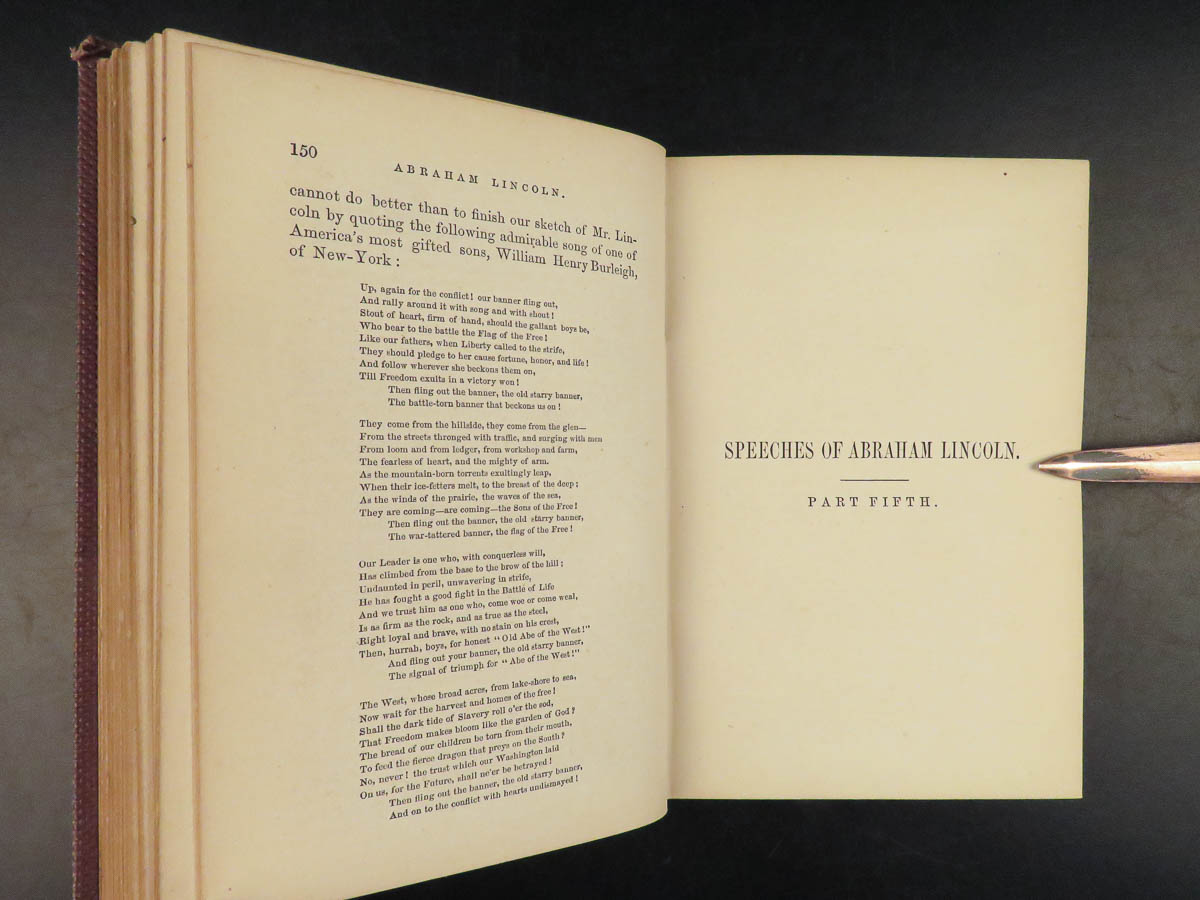 150
ABRAHAM LINCOLN.
cannot do better than to finish our sketch of Mr. Lin-
coln by quoting the following admirable song of one of
America's most gifted sons, William Henry Burleigh,
of New-York:
Up, again for the conflict! our banner fling out,
And rally around it with song and with shout!
Stout of heart, firm of hand, should the gallant boys be,
Who bear to the battle the Flag of the Free!
Like our fathers, when Liberty called to the strife,
They should pledge to her cause fortune, honor, and life!
And follow wherever she beckons them on,
Till Freedom exults in a victory won!
Then fling out the banner, the old starry banner,
The battle-torn banner that beckons us on!
They come from the hillside, they come from the glen—
From the streets thronged with traffic, and surging with men
From loom and from ledger, from workshop and farm,
The fearless of heart, and the mighty of arm.
As the mountain-born torrents exultingly leap,
When their ice-fetters melt, to the breast of the deep;
As the winds of the prairie, the waves of the sea,
They are coming—are coming—the Sons of the Free!
Then fling out the banner, the old starry banner,
The war-tattered banner, the flag of the Free!
Our Leader is one who, with conquerless will,
Has climbed from the base to the brow of the hill;
Undaunted in peril, unwavering in strife,
He has fought a good fight in the Battle of Life
And we trust him as one who, come woe or come weal,
Is as firm as the rock, and as true as the steel,
Right loyal and brave, with no stain on his crest,
Then, hurrah, boys, for honest "Old Abe of the West!"
And fling out your banner, the old starry banner,
The signal of triumph for "Abe of the West!"
The West, whose broad acres, from lake-shore to sea,
Now wait for the harvest and homes of the free!
Shall the dark tide of Slavery roll o'er the sod,
That Freedom makes bloom like the garden of God?
The bread of our children be torn from their mouth,
To feed the fierce dragon that preys on the South?
No, never! the trust which our Washington laid
On us, for the Future, shall ne'er be betrayed!
Then fling out the banner, the old starry banner,
And on to the conflict with hearts undismayed!
SPEECHES OF ABRAHAM LINCOLN.
PART FIFTH.